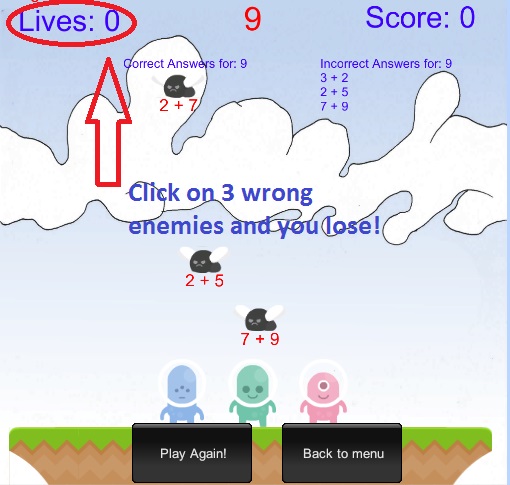 Lives: 0
9
Score: 0
Correct Answers for: 9
Incorrect Answers for: 9
3 + 2
2 + 5
7 + 9
2 + 7
Click on 3 wrong
enemies and you lose!
2 + 5
7 + 9
Play Again!
Back to menu